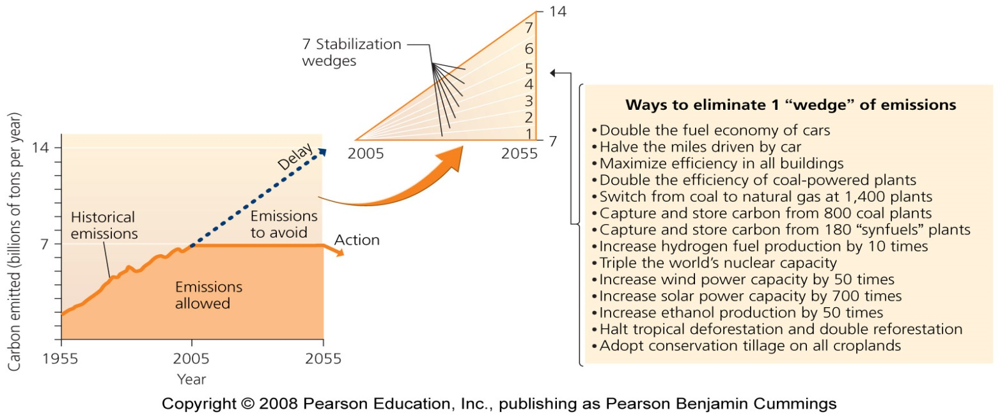 Carbon emitted (billions of tons per year)
14
7
Historical
emissions
Delay
Emissions
to avoid
Action
Emissions
allowed
1955
2005
2055
Year
7 Stabilization
wedges
14
7
6
5
4
3
2
1
7
2005
2055
Ways to eliminate 1 “wedge” of emissions
•Double the fuel economy of cars
•Halve the miles driven by car
•Maximize efficiency in all buildings
•Double the efficiency of coal-powered plants
•Switch from coal to natural gas at 1,400 plants
•Capture and store carbon from 800 coal plants
•Capture and store carbon from 180 “synfuels” plants
•Increase hydrogen fuel production by 10 times
•Triple the world’s nuclear capacity
•Increase wind power capacity by 50 times
•Increase solar power capacity by 700 times
•Increase ethanol production by 50 times
•Halt tropical deforestation and double reforestation
•Adopt conservation tillage on all croplands
Copyright © 2008 Pearson Education, Inc., publishing as Pearson Benjamin Cummings